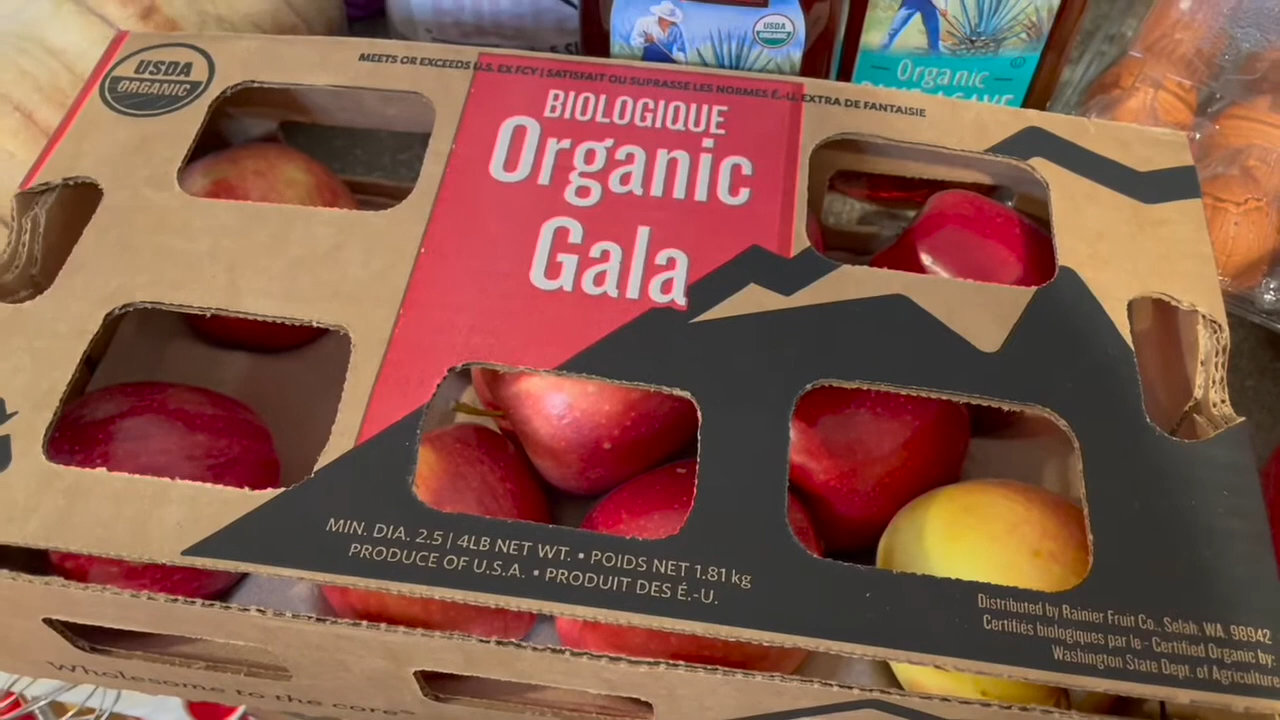 USDA
ORGANIC
USDA
ORGANIC
Organic
MEETS OR EXCEEDS U.S. EX FCY | SATISFAIT OU SUPRASSE LES NORMES É.-U. EXTRA DE FANTAISIE
BIOLOGIQUE
Organic
Gala
MIN. DIA. 2.5 | 4LB NET WT. • POIDS NET 1.81 kg
PRODUCE OF U.S.A. • PRODUIT DES É.-U.
Distributed by Rainier Fruit Co., Selah, WA. 98942
Certifiés biologiques par le - Certified Organic by:
Washington State Dept. of Agriculture
Wholesome to the core